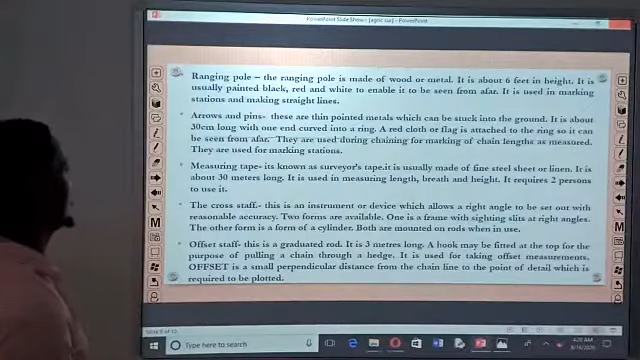 PowerPoint Slide Show - [agric sur] - PowerPoint
Ranging pole – the ranging pole is made of wood or metal. It is about 6 feet in height. It is
usually painted black, red and white to enable it to be seen from afar. It is used in marking
stations and making straight lines.
Arrows and pins- these are thin pointed metals which can be stuck into the ground. It is about
30cm long with one end curved into a ring. A red cloth or flag is attached to the ring so it can
be seen from afar. They are used during chaining for marking of chain lengths as measured.
They are used for marking stations.
Measuring tape- its known as surveyor's tape.it is usually made of fine steel sheet or linen. It
is about 30 meters long. It is used in measuring length, breath and height. It requires 2 persons
to use it.
The cross staff.- this is an instrument or device which allows a right angle to be set out with
reasonable accuracy. Two forms are available. One is a frame with sighting slits at right angles.
The other form is a form of a cylinder. Both are mounted on rods when in use.
Offset staff- this is a graduated rod. It is 3 metres long. A hook may be fitted at the top for the
purpose of pulling a chain through a hedge. It is used for taking offset measurements.
OFFSET is a small perpendicular distance from the chain line to the point of detail which is
required to be plotted.
M
M
Type here to search
4:20 AM